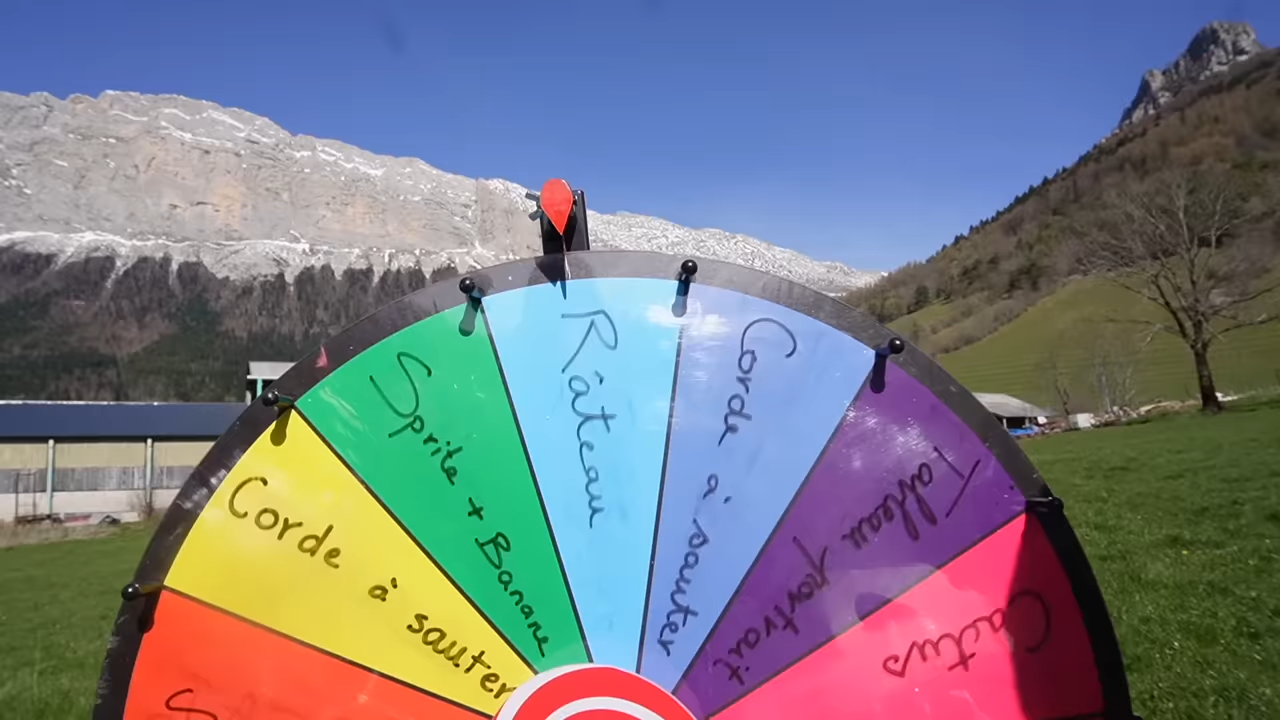 Corde à sauter
Sprite + Banane
Râteau
Corde à sauter
Tableau portrait
Cactus